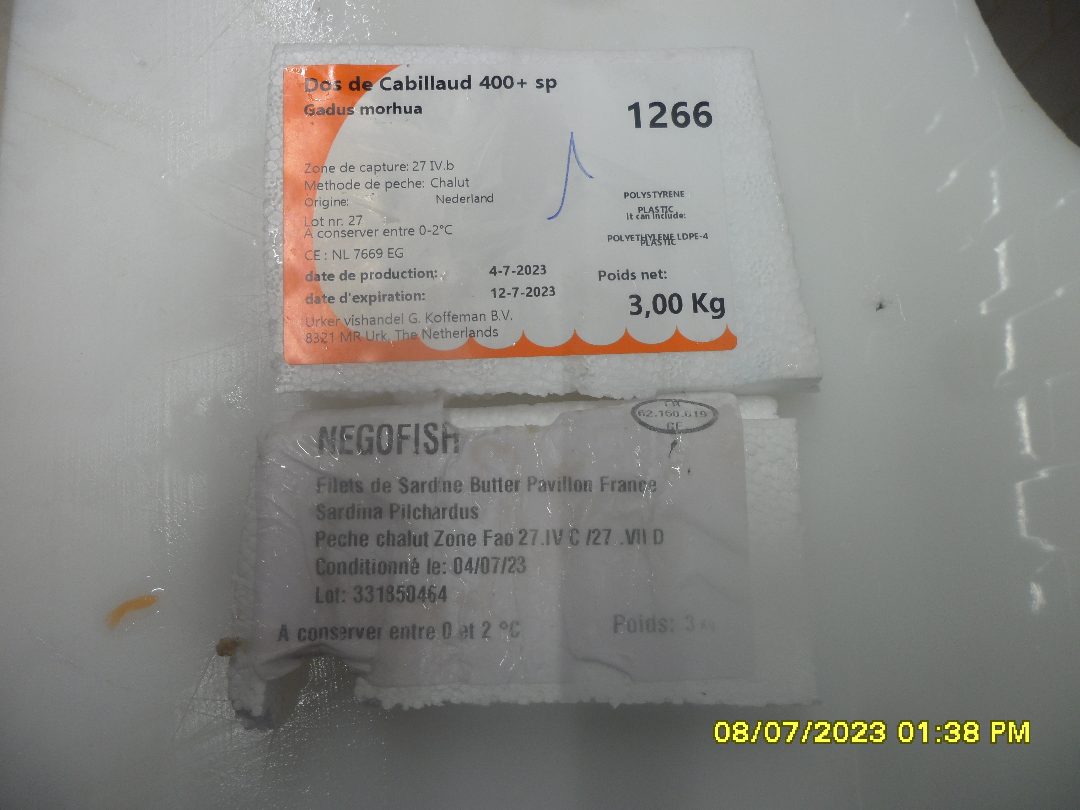 Dos de Cabillaud 400+ sp
Gadus morhua
1266
Zone de capture: 27 IV.b
Methode de peche: Chalut
Origine: Nederland
Lot nr. 27
A conserver entre 0-2°C
CE : NL 7669 EG
date de production: 4-7-2023
date d'expiration: 12-7-2023
Urker vishandel G. Koffeman B.V.
8321 MR Urk, The Netherlands
POLYSTYRENE
PLASTIC
It can include:
POLYETHYLENE LDPE-4
PLASTIC
Poids net:
3,00 Kg
62.160.019
NEGOFISH
Filets de Sardine Butter Pavillon France
Sardina Pilchardus
Peche chalut Zone Fao 27.IV C /27 .VII D
Conditionné le: 04/07/23
Lot: 331850464
A conserver entre 0 et 2 °C
Poids: 3 Kg
08/07/2023 01:38 PM